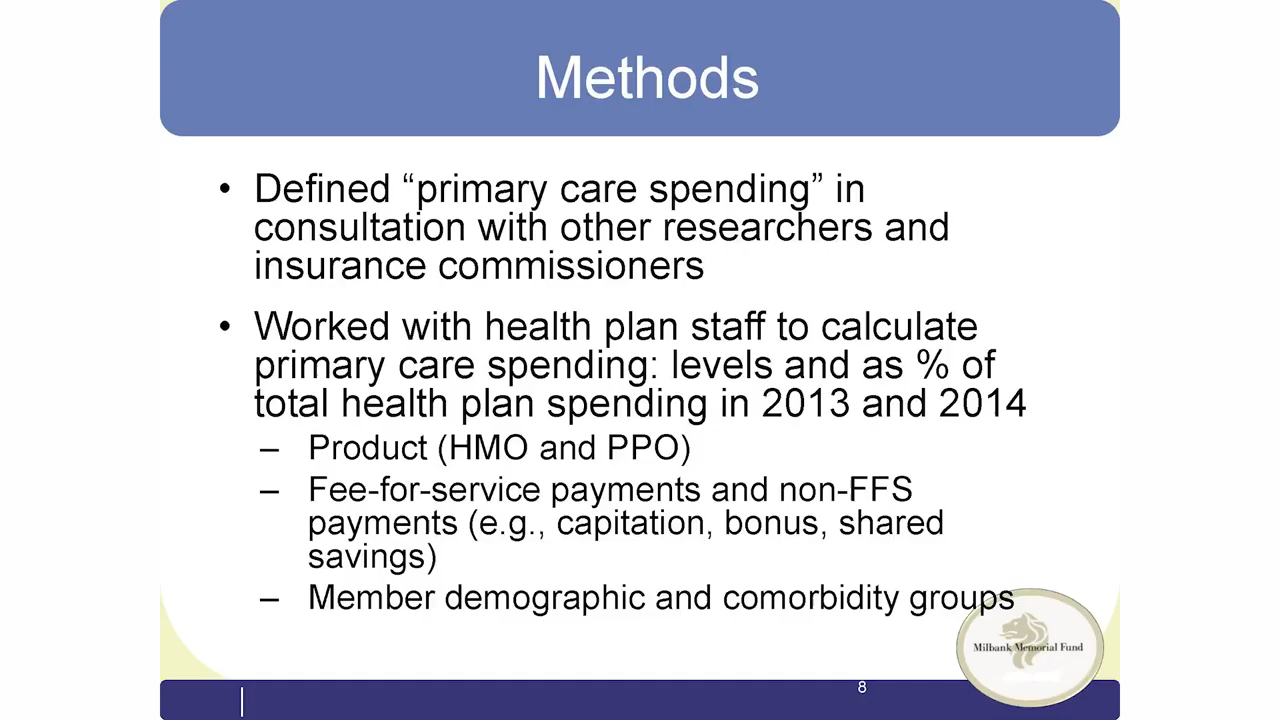 Methods
• Defined “primary care spending” in
consultation with other researchers and
insurance commissioners
• Worked with health plan staff to calculate
primary care spending: levels and as % of
total health plan spending in 2013 and 2014
– Product (HMO and PPO)
– Fee-for-service payments and non-FFS
payments (e.g., capitation, bonus, shared
savings)
– Member demographic and comorbidity groups
Milbank Memorial Fund
8